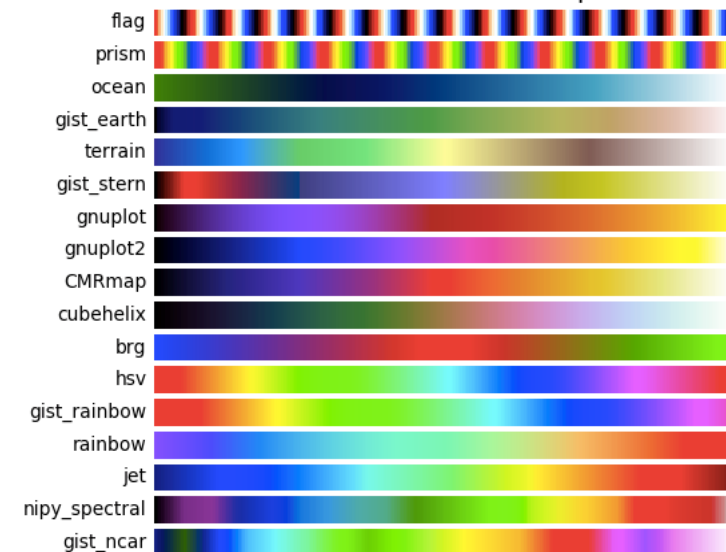 flag
prism
ocean
gist_earth
terrain
gist_stern
gnuplot
gnuplot2
CMRmap
cubehelix
brg
hsv
gist_rainbow
rainbow
jet
nipy_spectral
gist_ncar